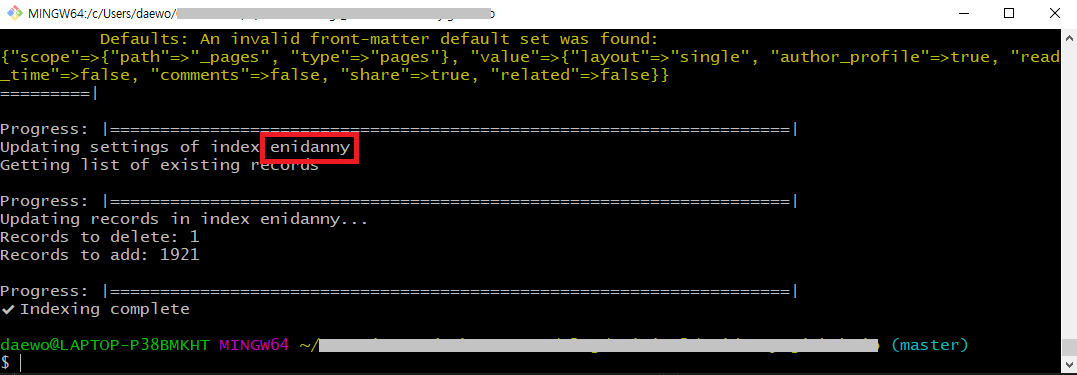 MINGW64:/c/Users/daewo/
Defaults: An invalid front-matter default set was found:
{"scope"=>{"path"=>"_pages", "type"=>"pages"}, "value"=>{"layout"=>"single", "author_profile"=>true, "read
_time"=>false, "comments"=>false, "share"=>true, "related"=>false}}
=========|
Progress: |====================================================================|
Updating settings of index enidanny
Getting list of existing records
Progress: |====================================================================|
Updating records in index enidanny...
Records to delete: 1
Records to add: 1921
Progress: |====================================================================|
✓ Indexing complete
daewo@LAPTOP-P38BMKHT MINGW64 ~/ (master)
$